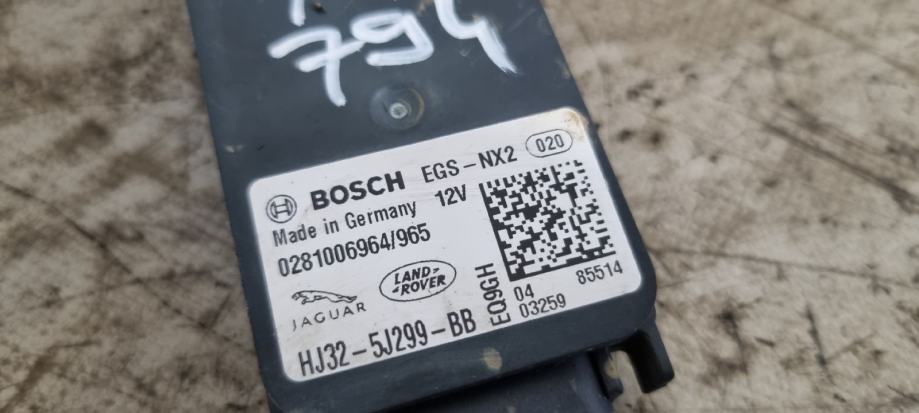 794
BOSCH EGS-NX2 020
Made in Germany 12V
0281006964/965
JAGUAR LAND-ROVER
EQ9GH
04 85514
03259
HJ32-5J299-BB